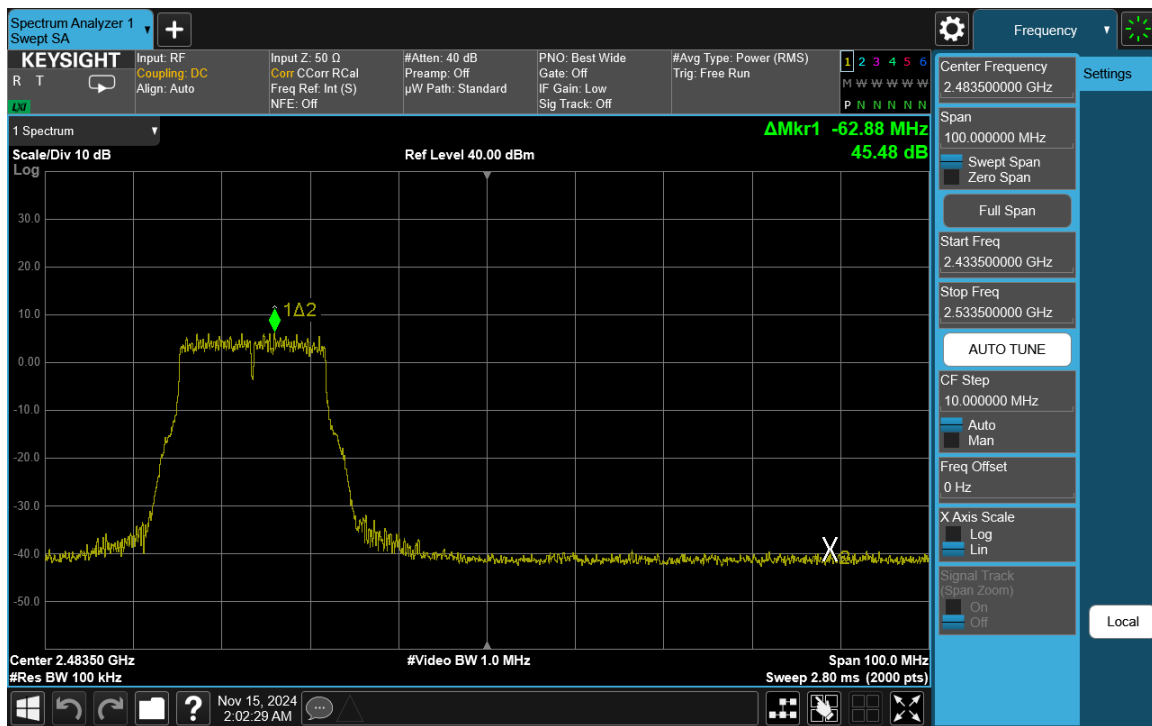 Spectrum Analyzer 1
Swept SA
+
Frequency
KEYSIGHT
R T
LXI
Input: RF
Coupling: DC
Align: Auto
Input Z: 50 Ω
Corr CCorr RCal
Freq Ref: Int (S)
NFE: Off
#Atten: 40 dB
Preamp: Off
µW Path: Standard
PNO: Best Wide
Gate: Off
IF Gain: Low
Sig Track: Off
#Avg Type: Power (RMS)
Trig: Free Run
1 2 3 4 5 6
M W W W W W
P N N N N N
1 Spectrum
Scale/Div 10 dB
Log
Ref Level 40.00 dBm
ΔMkr1 -62.88 MHz
45.48 dB
30.0
20.0
10.0
0.00
-10.0
-20.0
-30.0
-40.0
-50.0
1Δ2
X2
Center 2.48350 GHz
#Res BW 100 kHz
#Video BW 1.0 MHz
Span 100.0 MHz
Sweep 2.80 ms (2000 pts)
Center Frequency
2.483500000 GHz
Span
100.000000 MHz
Swept Span
Zero Span
Full Span
Start Freq
2.433500000 GHz
Stop Freq
2.533500000 GHz
AUTO TUNE
CF Step
10.000000 MHz
Auto
Man
Freq Offset
0 Hz
X Axis Scale
Log
Lin
Signal Track
(Span Zoom)
On
Off
Settings
Local
?
Nov 15, 2024
2:02:29 AM